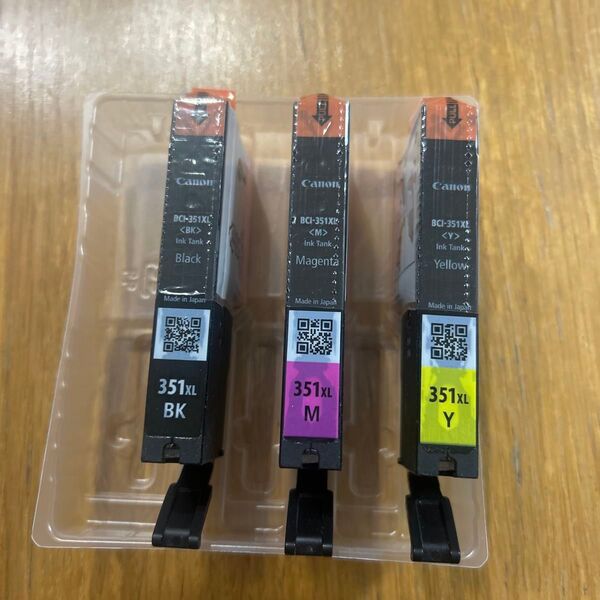 Canon
BCI-351XL
<BK>
Ink Tank
Black
Made in Japan
351XL
BK
Canon
BCI-351XL
<M>
Ink Tank
Magenta
Made in Japan
351XL
M
PULL
Canon
BCI-351XL
<Y>
Ink Tank
Yellow
Made in Japan
351XL
Y